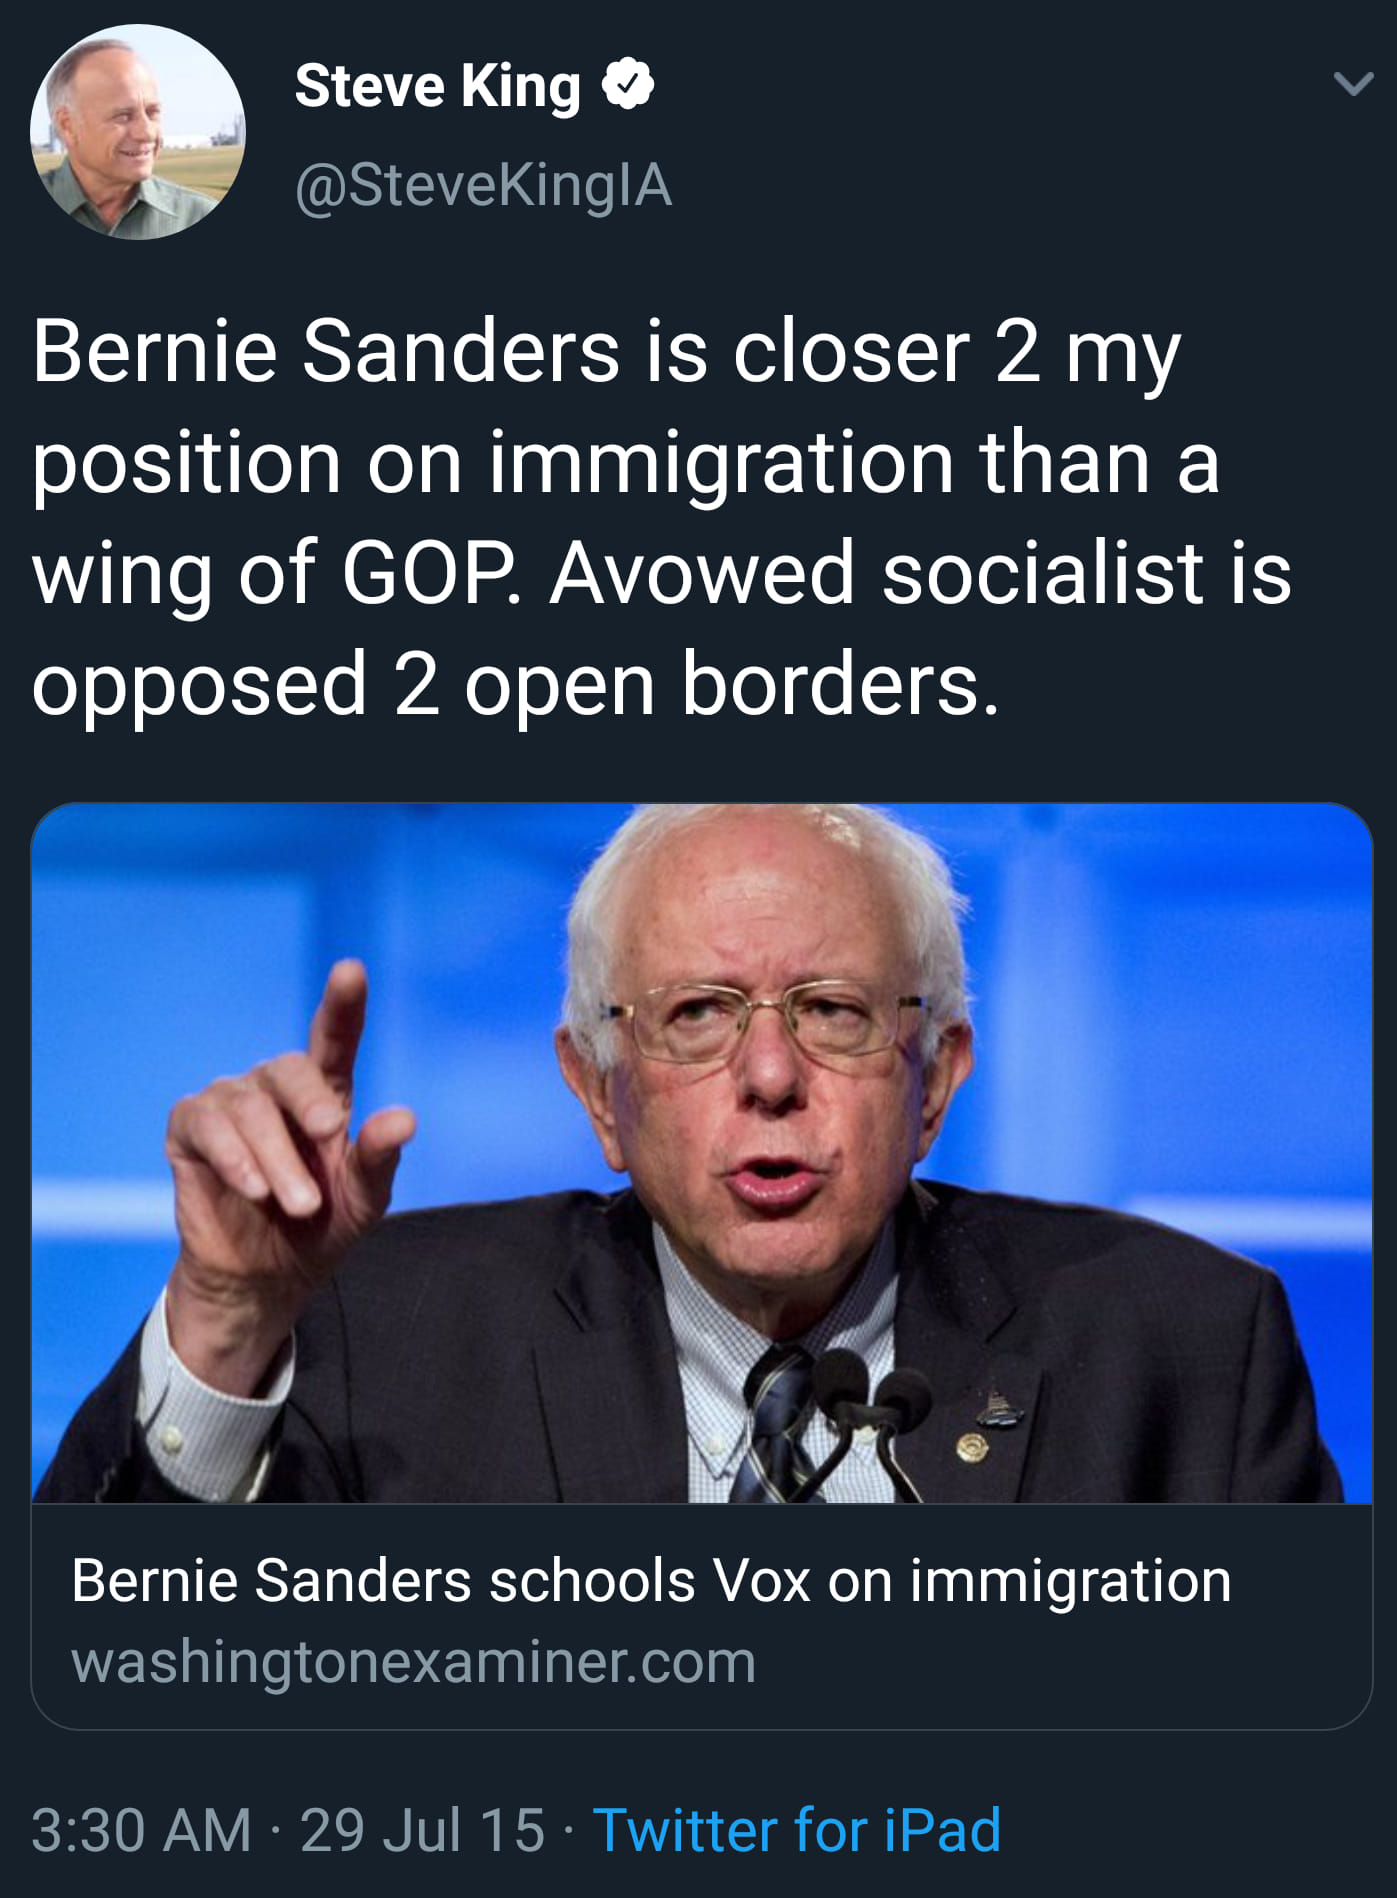 Steve King
@SteveKingIA
Bernie Sanders is closer 2 my
position on immigration than a
wing of GOP. Avowed socialist is
opposed 2 open borders.
Bernie Sanders schools Vox on immigration
washingtonexaminer.com
3:30 AM · 29 Jul 15 · Twitter for iPad